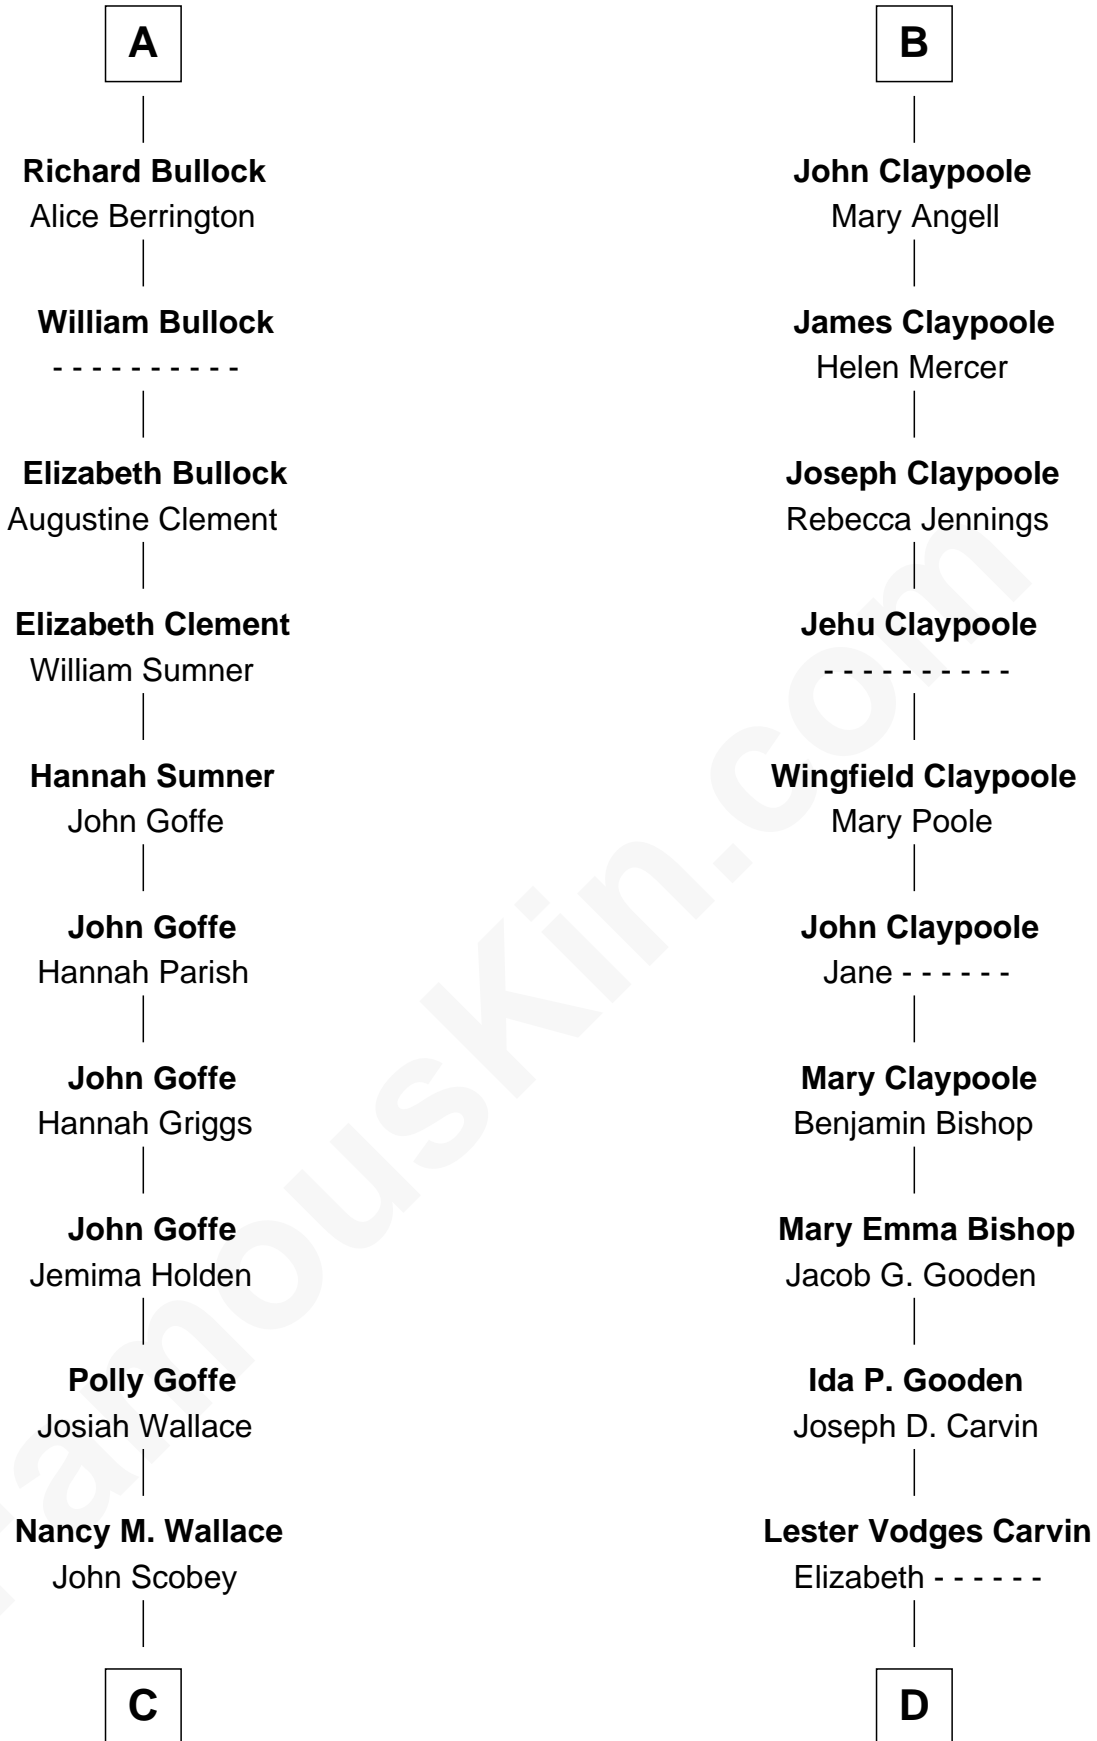 A
Richard Bullock
Alice Berrington
William Bullock
- - - - - - - - - -
Elizabeth Bullock
Augustine Clement
Elizabeth Clement
William Sumner
Hannah Sumner
John Goffe
John Goffe
Hannah Parish
John Goffe
Hannah Griggs
John Goffe
Jemima Holden
Polly Goffe
Josiah Wallace
Nancy M. Wallace
John Scobey
C
B
John Claypoole
Mary Angell
James Claypoole
Helen Mercer
Joseph Claypoole
Rebecca Jennings
Jehu Claypoole
- - - - - - - - - -
Wingfield Claypoole
Mary Poole
John Claypoole
Jane - - - - - -
Mary Claypoole
Benjamin Bishop
Mary Emma Bishop
Jacob G. Gooden
Ida P. Gooden
Joseph D. Carvin
Lester Vodges Carvin
Elizabeth - - - - - -
D
FamousKin.com